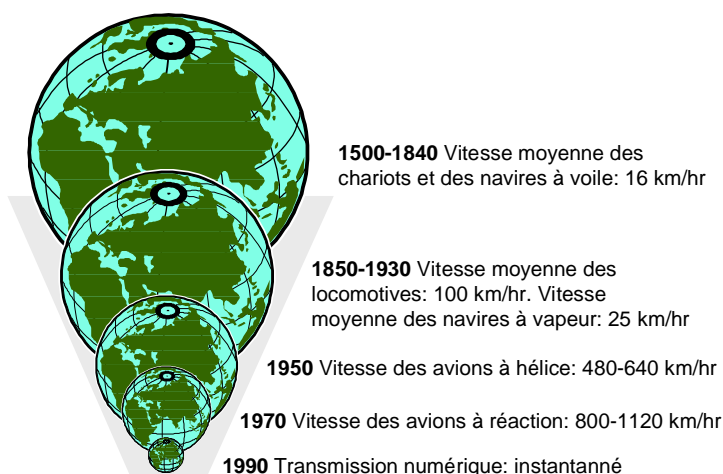 1500-1840 Vitesse moyenne des
chariots et des navires à voile: 16 km/hr
1850-1930 Vitesse moyenne des
locomotives: 100 km/hr. Vitesse
moyenne des navires à vapeur: 25 km/hr
1950 Vitesse des avions à hélice: 480-640 km/hr
1970 Vitesse des avions à réaction: 800-1120 km/hr
1990 Transmission numérique: instantanné